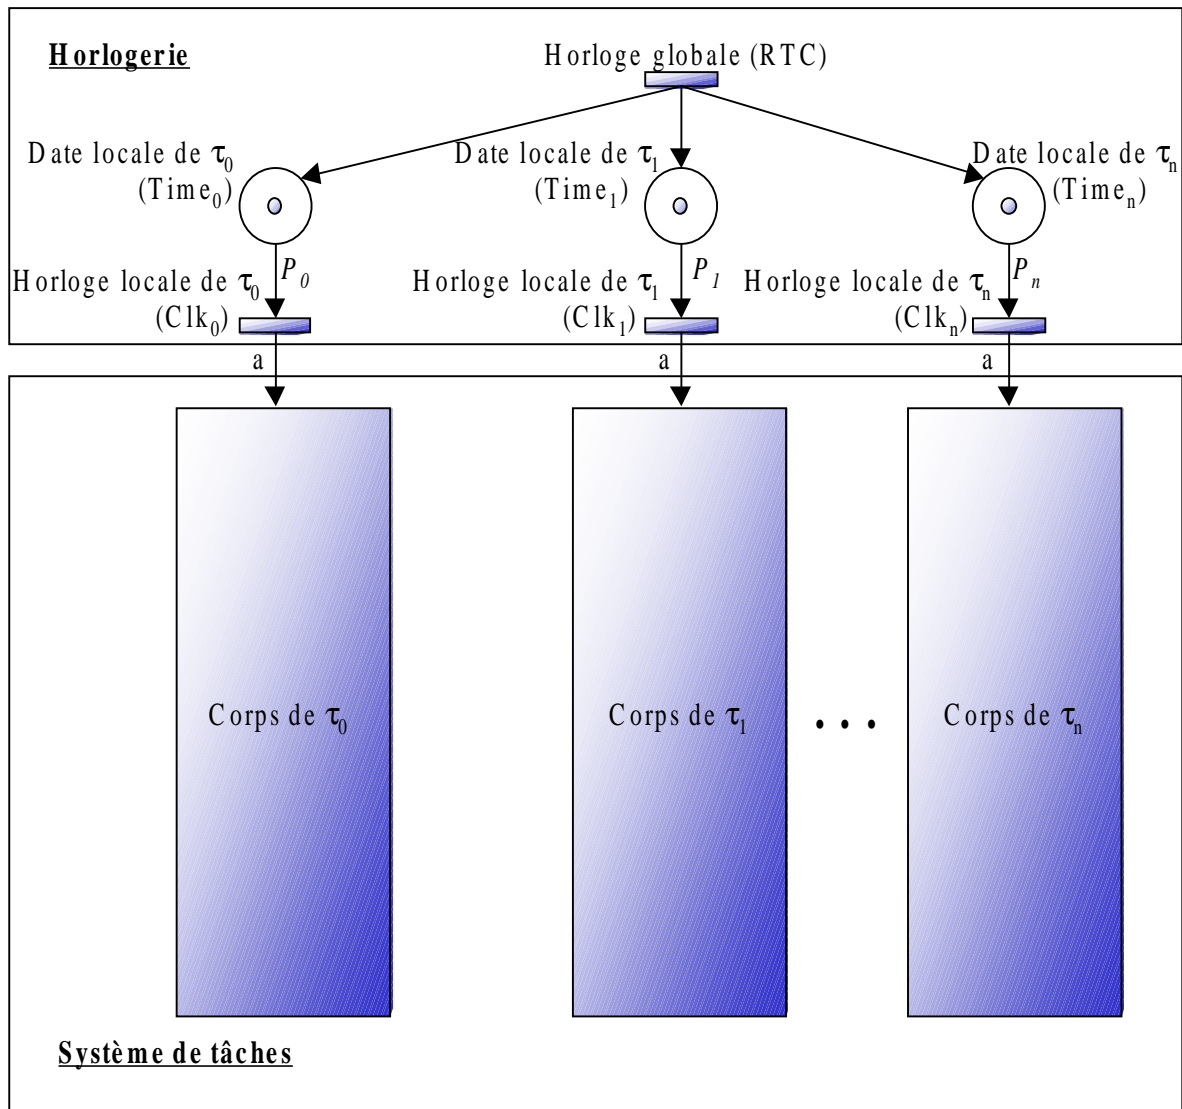 Horlogerie
Horloge globale (RTC)
Date locale de τ0
(Time0)
Date locale de τ1
(Time1)
Date locale de τn
(Timen)
P0
P1
Pn
Horloge locale de τ0
(Clk0)
Horloge locale de τ1
(Clk1)
Horloge locale de τn
(Clkn)
a
a
a
Corps de τ0
Corps de τ1
. . .
Corps de τn
Système de tâches